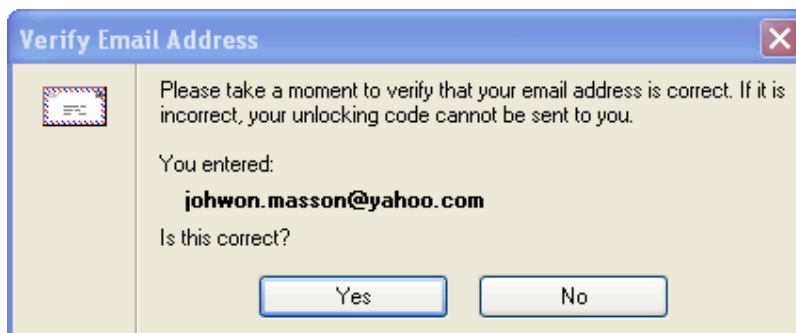 Verify Email Address
Please take a moment to verify that your email address is correct. If it is
incorrect, your unlocking code cannot be sent to you.
You entered:
johwon.masson@yahoo.com
Is this correct?
Yes
No